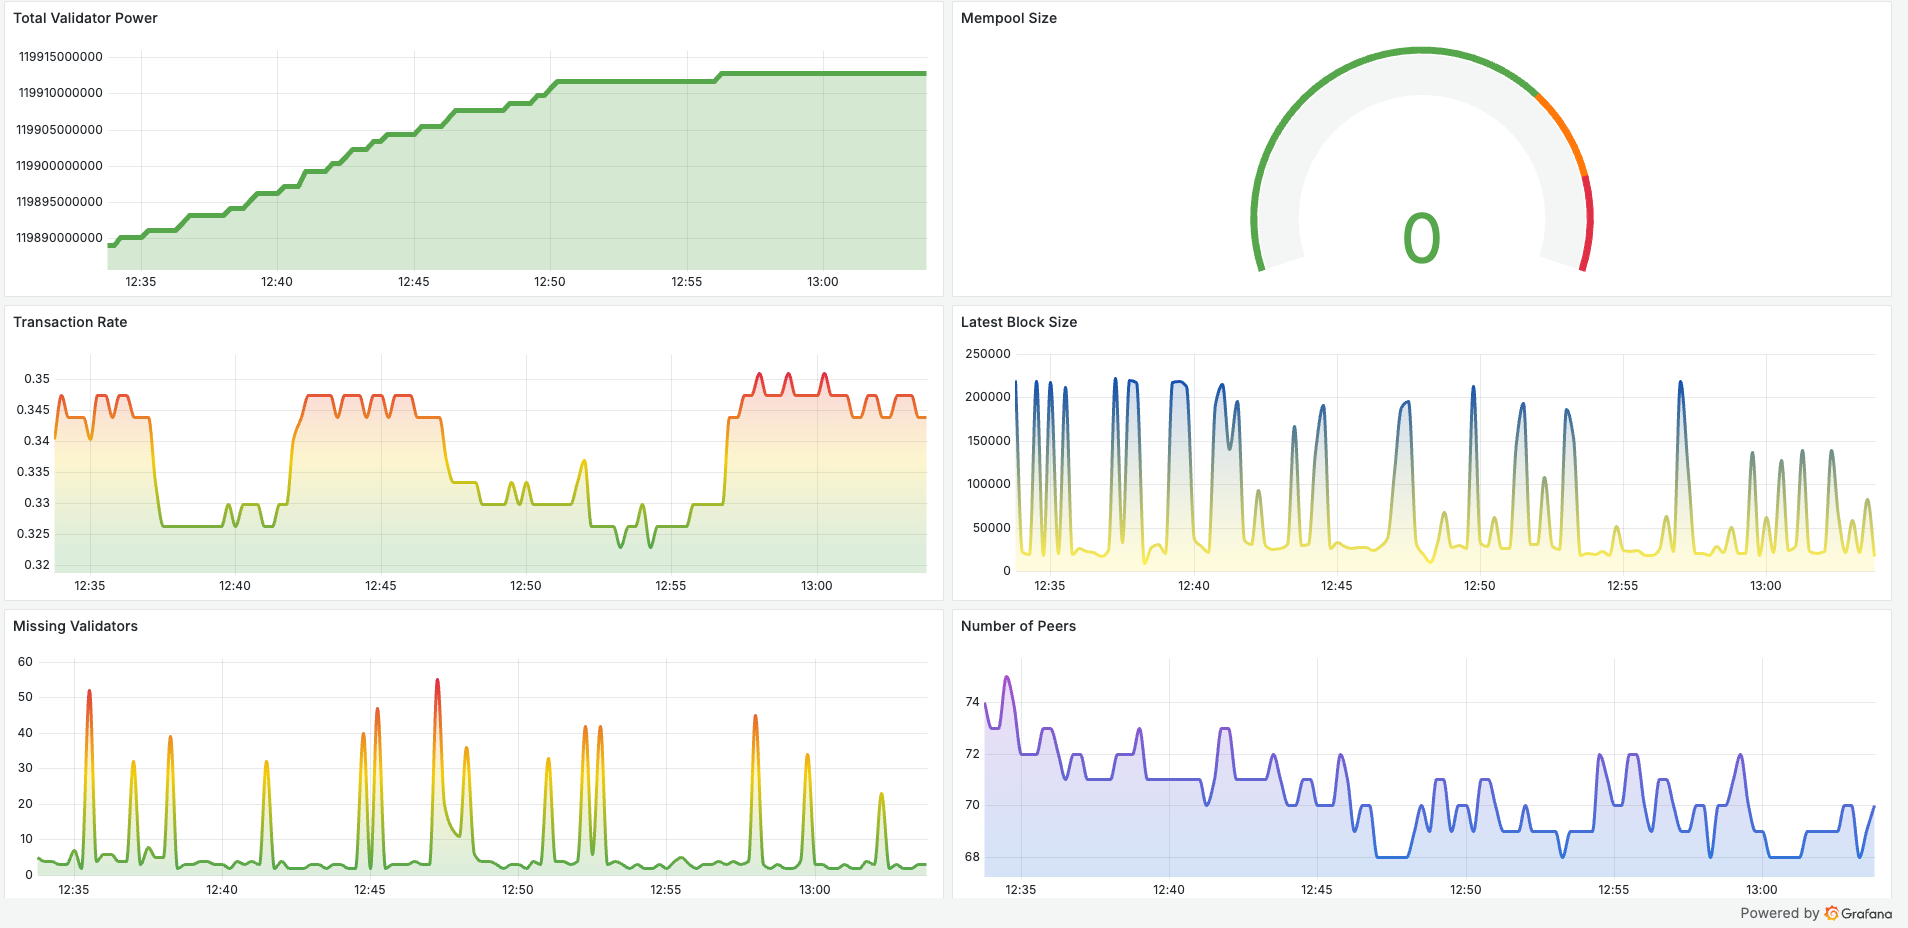 Total Validator Power
119915000000
119910000000
119905000000
119900000000
119895000000
119890000000
12:35 12:40 12:45 12:50 12:55 13:00
Mempool Size
0
Transaction Rate
0.35
0.345
0.34
0.335
0.33
0.325
0.32
12:35 12:40 12:45 12:50 12:55 13:00
Latest Block Size
250000
200000
150000
100000
50000
0
12:35 12:40 12:45 12:50 12:55 13:00
Missing Validators
60
50
40
30
20
10
0
12:35 12:40 12:45 12:50 12:55 13:00
Number of Peers
74
72
70
68
12:35 12:40 12:45 12:50 12:55 13:00
Powered by Grafana